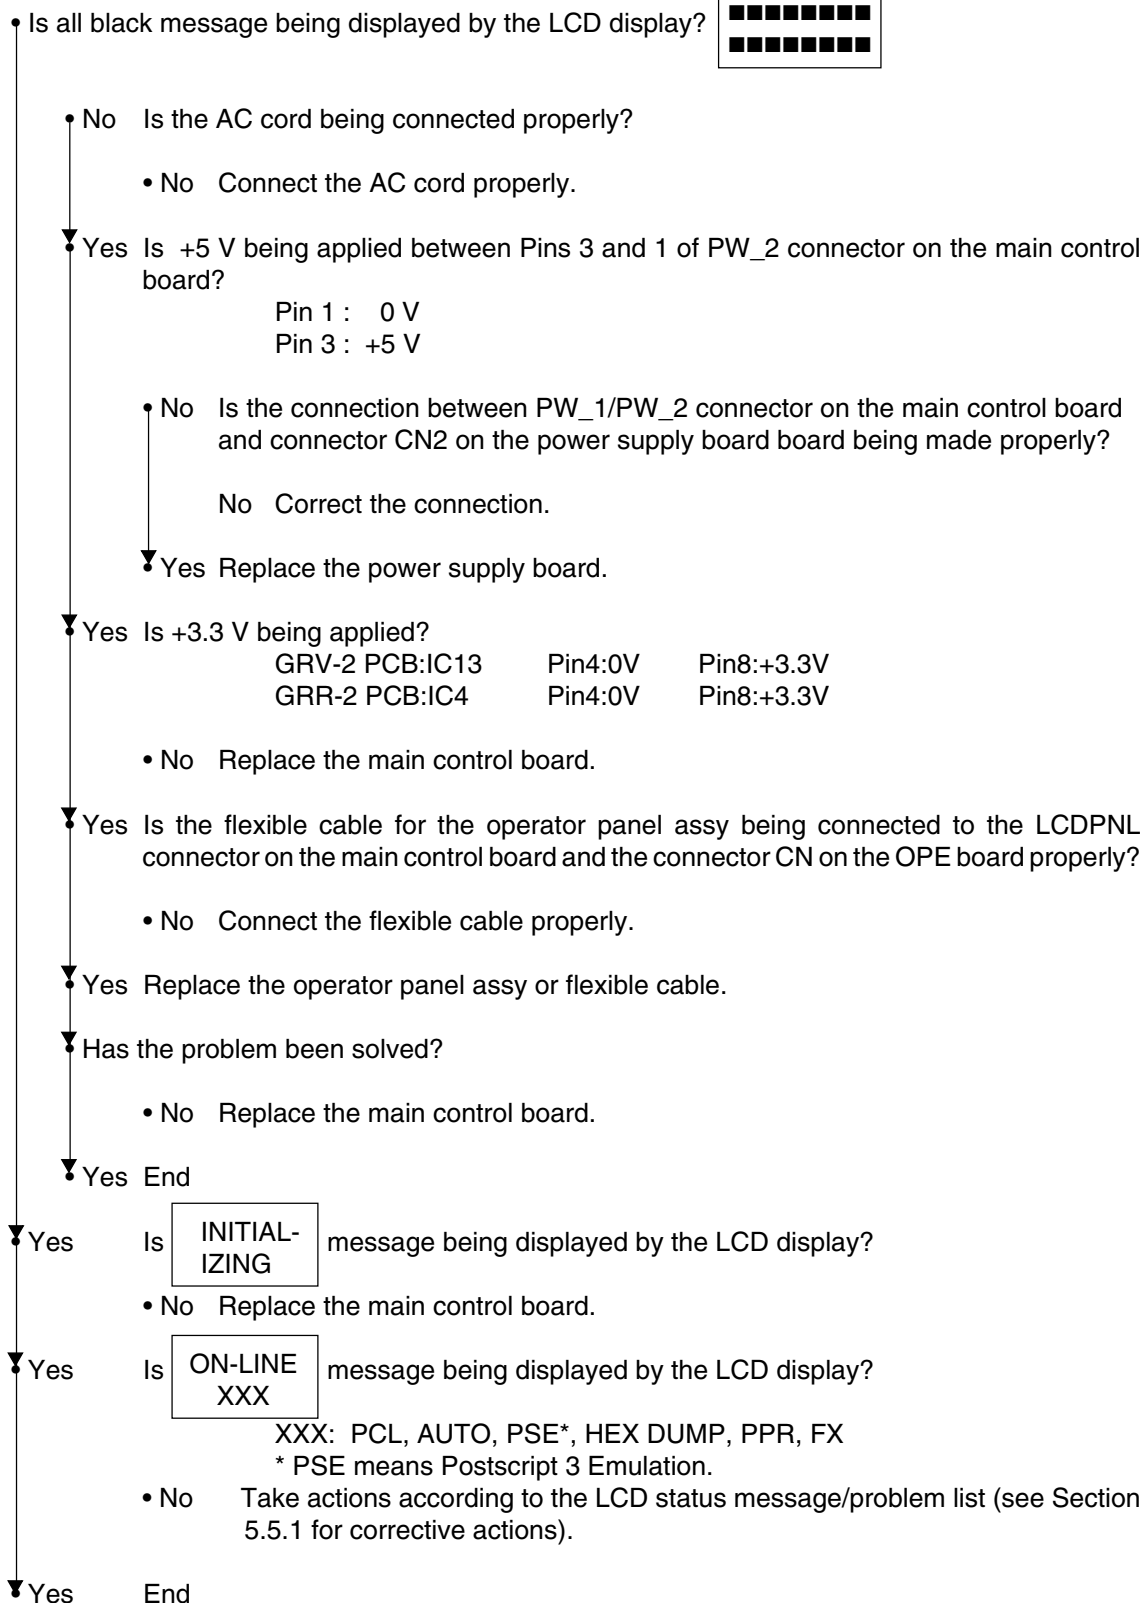 • Is all black message being displayed by the LCD display? ■■■■■■■■
■■■■■■■■
• No Is the AC cord being connected properly?
• No Connect the AC cord properly.
• Yes Is +5 V being applied between Pins 3 and 1 of PW_2 connector on the main control
board?
Pin 1 : 0 V
Pin 3 : +5 V
• No Is the connection between PW_1/PW_2 connector on the main control board
and connector CN2 on the power supply board board being made properly?
No Correct the connection.
• Yes Replace the power supply board.
• Yes Is +3.3 V being applied?
GRV-2 PCB:IC13 Pin4:0V Pin8:+3.3V
GRR-2 PCB:IC4 Pin4:0V Pin8:+3.3V
• No Replace the main control board.
• Yes Is the flexible cable for the operator panel assy being connected to the LCDPNL
connector on the main control board and the connector CN on the OPE board properly?
• No Connect the flexible cable properly.
• Yes Replace the operator panel assy or flexible cable.
• Has the problem been solved?
• No Replace the main control board.
• Yes End
• Yes Is INITIAL-
IZING message being displayed by the LCD display?
• No Replace the main control board.
• Yes Is ON-LINE
XXX message being displayed by the LCD display?
XXX: PCL, AUTO, PSE*, HEX DUMP, PPR, FX
* PSE means Postscript 3 Emulation.
• No Take actions according to the LCD status message/problem list (see Section
5.5.1 for corrective actions).
• Yes End